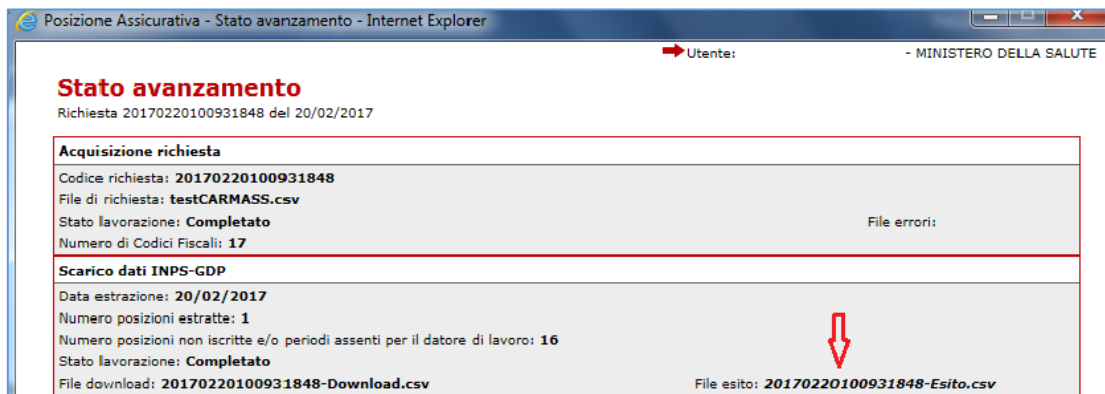 Posizione Assicurativa - Stato avanzamento - Internet Explorer
Utente: - MINISTERO DELLA SALUTE
Stato avanzamento
Richiesta 20170220100931848 del 20/02/2017
Acquisizione richiesta
Codice richiesta: 20170220100931848
File di richiesta: testCARMASS.csv
Stato lavorazione: Completato File errori:
Numero di Codici Fiscali: 17
Scarico dati INPS-GDP
Data estrazione: 20/02/2017
Numero posizioni estratte: 1
Numero posizioni non iscritte e/o periodi assenti per il datore di lavoro: 16
Stato lavorazione: Completato
File download: 20170220100931848-Download.csv File esito: 20170220100931848-Esito.csv